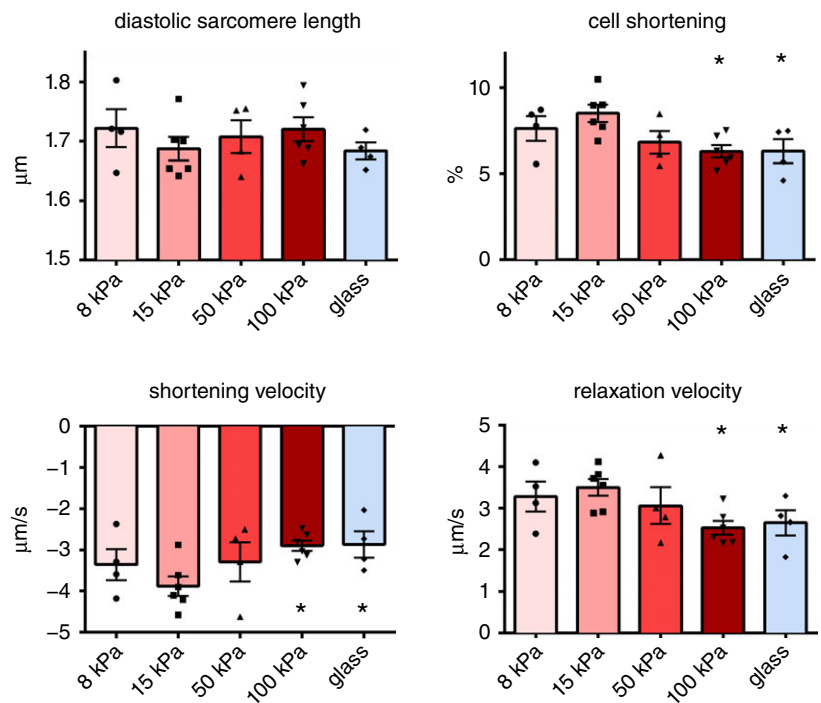 diastolic sarcomere length
μm
1.8
1.7
1.6
1.5
8 kPa
15 kPa
50 kPa
100 kPa
glass
cell shortening
%
10
5
0
*
*
8 kPa
15 kPa
50 kPa
100 kPa
glass
shortening velocity
μm/s
0
−1
−2
−3
−4
−5
*
*
8 kPa
15 kPa
50 kPa
100 kPa
glass
relaxation velocity
μm/s
5
4
3
2
1
0
*
*
8 kPa
15 kPa
50 kPa
100 kPa
glass